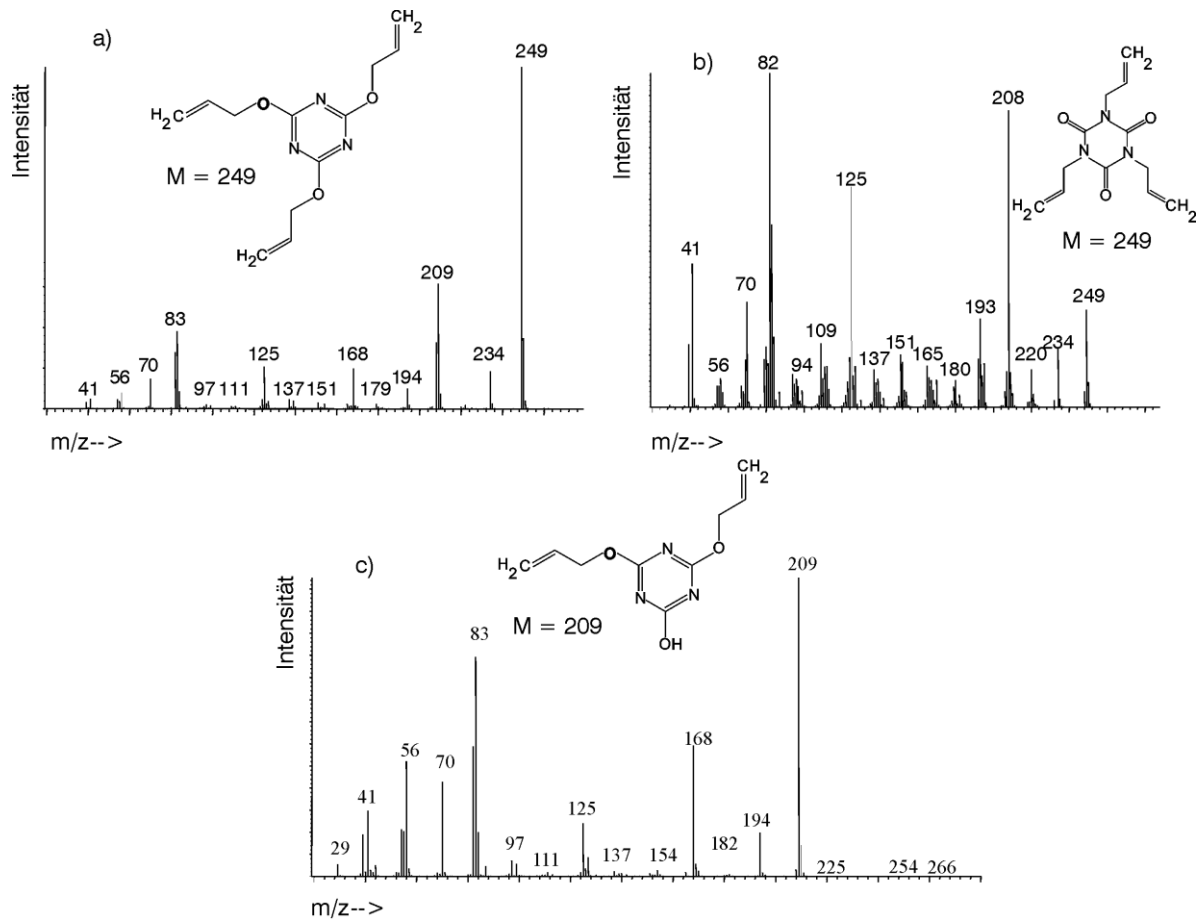 a)
CH2
H2C
O
N
O
N
N
O
H2C
M = 249
Intensität
249
41
56
70
83
97
111
125
137
151
168
179
194
209
234
m/z-->
b)
CH2
O
N
O
N
N
O
H2C
CH2
M = 249
Intensität
82
208
125
41
70
56
94
109
137
151
165
180
193
220
234
249
m/z-->
c)
CH2
H2C
O
N
O
N
N
OH
M = 209
Intensität
209
83
29
41
56
70
97
111
125
137
154
168
182
194
225
254
266
m/z-->